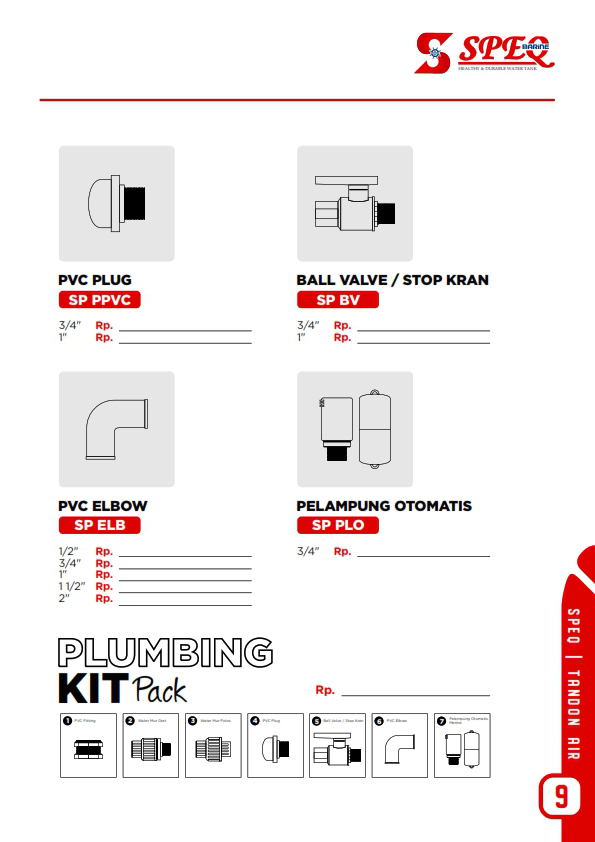 SPEQ
MARINE
HEALTHY & DURABLE WATER TANK
PVC PLUG
SP PPVC
3/4" Rp.
1" Rp.
BALL VALVE / STOP KRAN
SP BV
3/4" Rp.
1" Rp.
PVC ELBOW
SP ELB
1/2" Rp.
3/4" Rp.
1" Rp.
1 1/2" Rp.
2" Rp.
PELAMPUNG OTOMATIS
SP PLO
3/4" Rp.
PLUMBING
KIT Pack
Rp.
1 PVC Fitting
2 Water Mur Drat
3 Water Mur Polos
4 PVC Plug
5 Ball Valve / Stop Kran
6 PVC Elbow
7 Pelampung Otomatis
SPEQ | TANDON AIR
9